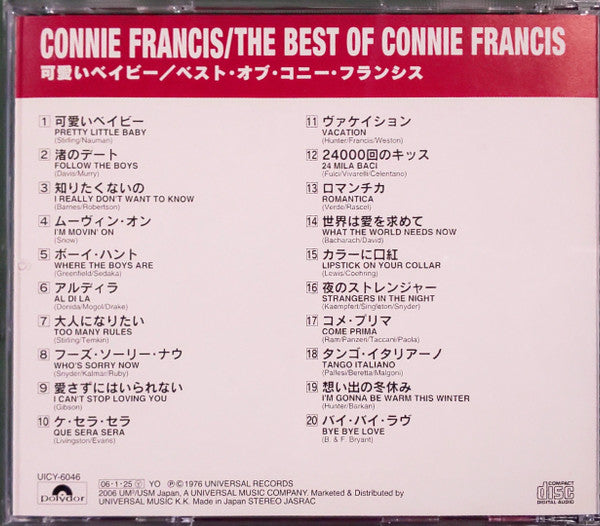 CONNIE FRANCIS/THE BEST OF CONNIE FRANCIS
可愛いベイビー/ベスト・オブ・コニー・フランシス
1 可愛いベイビー
PRETTY LITTLE BABY
(Stirling/Nauman)
2 渚のデート
FOLLOW THE BOYS
(Davis/Murry)
3 知りたくないの
I REALLY DON'T WANT TO KNOW
(Barnes/Robertson)
4 ムーヴィン・オン
I'M MOVIN' ON
(Snow)
5 ボーイ・ハント
WHERE THE BOYS ARE
(Greenfield/Sedaka)
6 アルディラ
AL DI LA
(Donida/Mogol/Drake)
7 大人になりたい
TOO MANY RULES
(Stirling/Temkin)
8 フーズ・ソーリー・ナウ
WHO'S SORRY NOW
(Snyder/Kalmar/Ruby)
9 愛さずにはいられない
I CAN'T STOP LOVING YOU
(Gibson)
10 ケ・セラ・セラ
QUE SERA SERA
(Livingston/Evans)
11 ヴァケイション
VACATION
(Hunter/Francis/Weston)
12 24000回のキッス
24 MILA BACI
(Fulci/Vivarelli/Celentano)
13 ロマンチカ
ROMANTICA
(Verde/Rascel)
14 世界は愛を求めて
WHAT THE WORLD NEEDS NOW
(Bacharach/David)
15 カラーに口紅
LIPSTICK ON YOUR COLLAR
(Lewis/Goehring)
16 夜のストレンジャー
STRANGERS IN THE NIGHT
(Kaempfert/Singleton/Snyder)
17 コメ・プリマ
COME PRIMA
(Ram/Panzeri/Taccani/Paola)
18 タンゴ・イタリアーノ
TANGO ITALIANO
(Pallesi/Beretta/Malgoni)
19 想い出の冬休み
I'M GONNA BE WARM THIS WINTER
(Hunter/Barkan)
20 バイ・バイ・ラヴ
BYE BYE LOVE
(B. & F. Bryant)
UICY-6046
polydor
06・1・25 Ⓨ YO ℗©1976 UNIVERSAL RECORDS
2006 UM³/USM Japan, A UNIVERSAL MUSIC COMPANY. Marketed & Distributed by
UNIVERSAL MUSIC K.K. Made in Japan STEREO JASRAC
COMPACT
disc
DIGITAL AUDIO